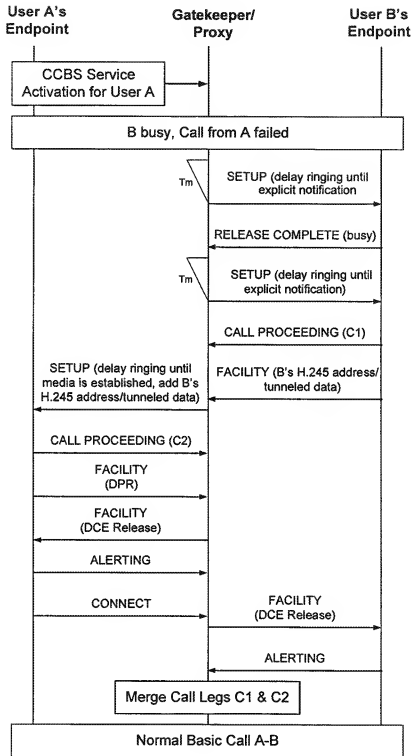 User A's
Endpoint
Gatekeeper/
Proxy
User B's
Endpoint
CCBS Service
Activation for User A
B busy, Call from A failed
Tm
SETUP (delay ringing until
explicit notification
RELEASE COMPLETE (busy)
Tm
SETUP (delay ringing until
explicit notification)
CALL PROCEEDING (C1)
SETUP (delay ringing until
media is established, add B's
H.245 address/tunneled data)
FACILITY (B's H.245 address/
tunneled data)
CALL PROCEEDING (C2)
FACILITY
(DPR)
FACILITY
(DCE Release)
ALERTING
CONNECT
FACILITY
(DCE Release)
ALERTING
Merge Call Legs C1 & C2
Normal Basic Call A-B